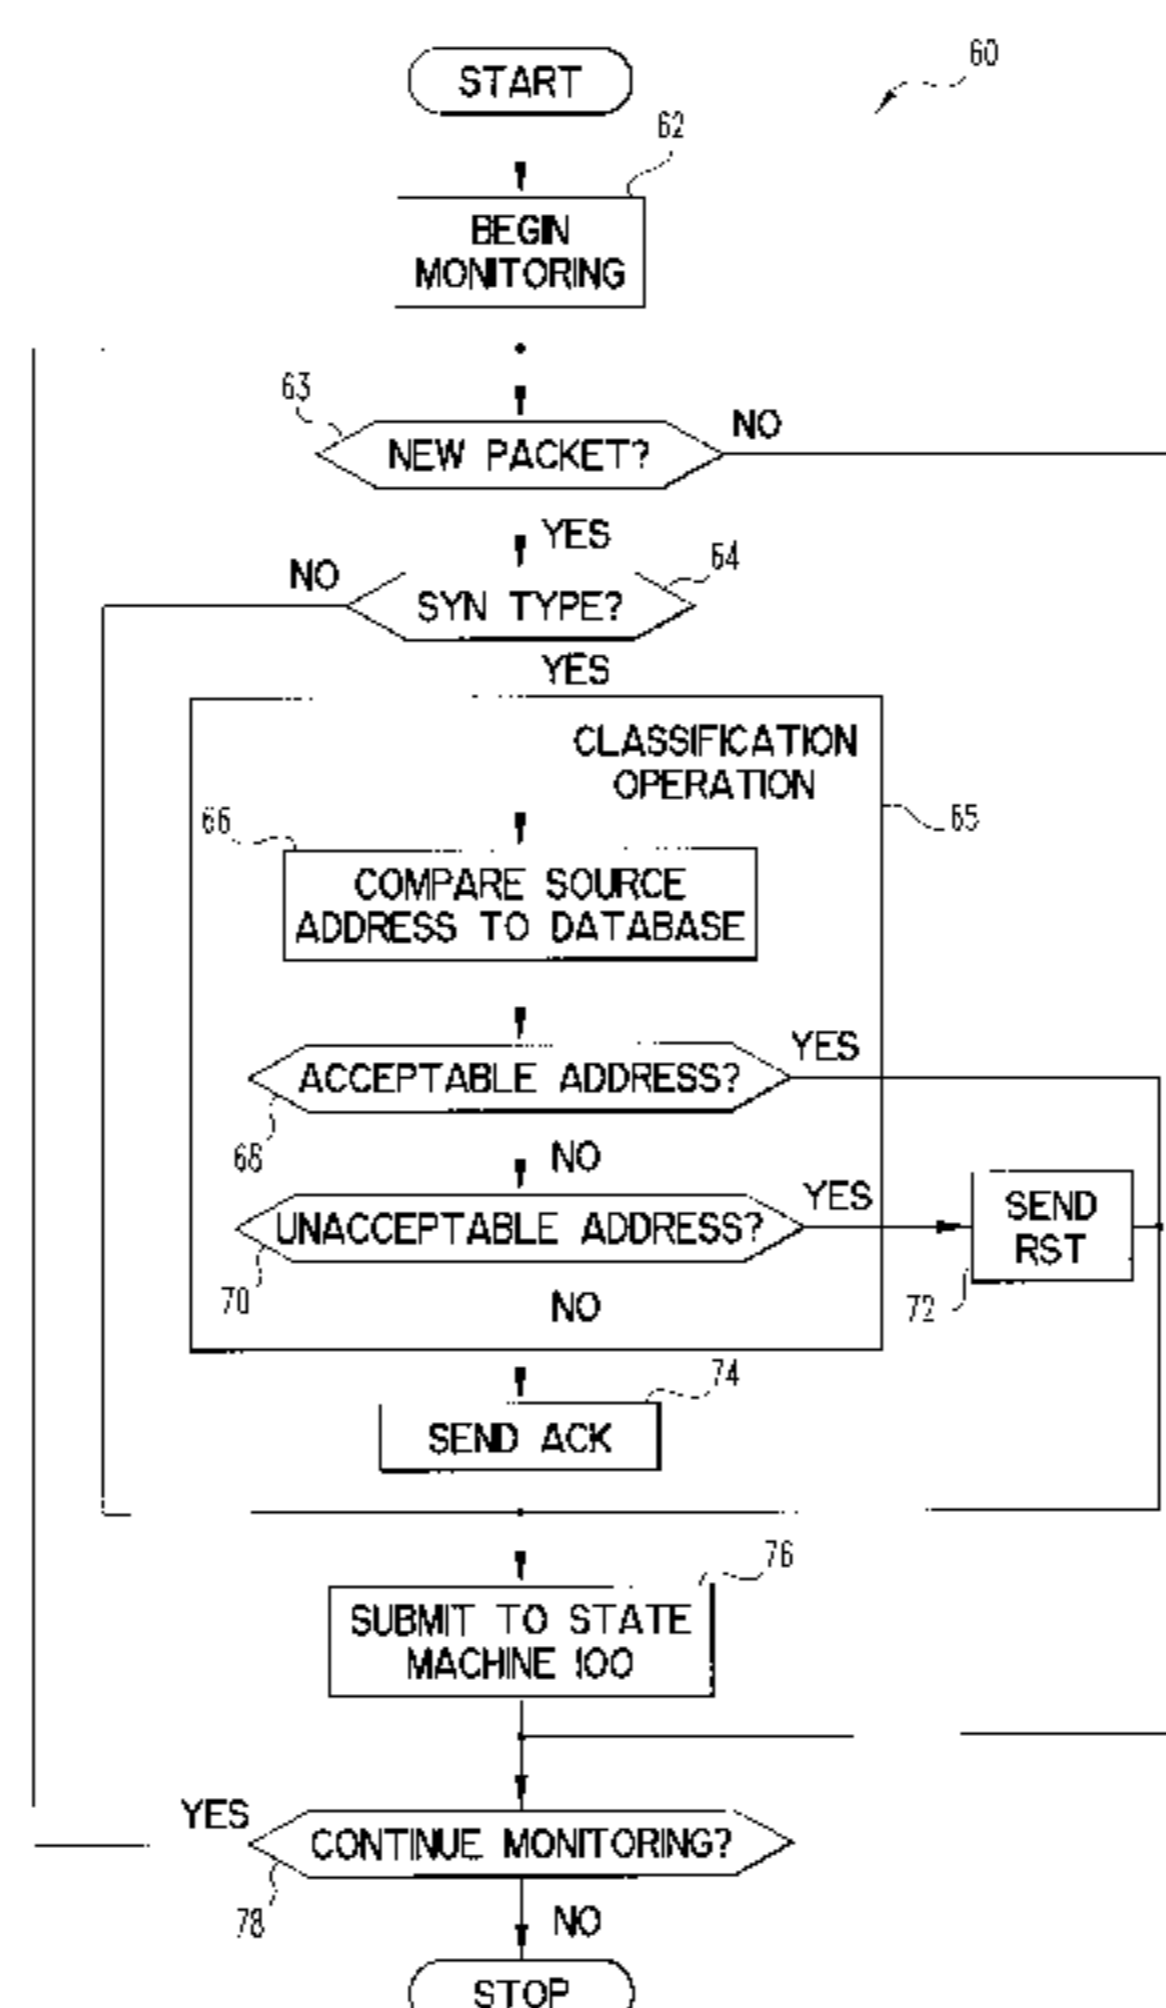 START
60
62
BEGIN
MONITORING
63
NEW PACKET?
NO
YES
64
NO
SYN TYPE?
YES
CLASSIFICATION
OPERATION
65
66
COMPARE SOURCE
ADDRESS TO DATABASE
ACCEPTABLE ADDRESS?
YES
68
NO
UNACCEPTABLE ADDRESS?
YES
SEND
RST
70
72
NO
74
SEND ACK
76
SUBMIT TO STATE
MACHINE 100
YES
CONTINUE MONITORING?
78
NO
STOP